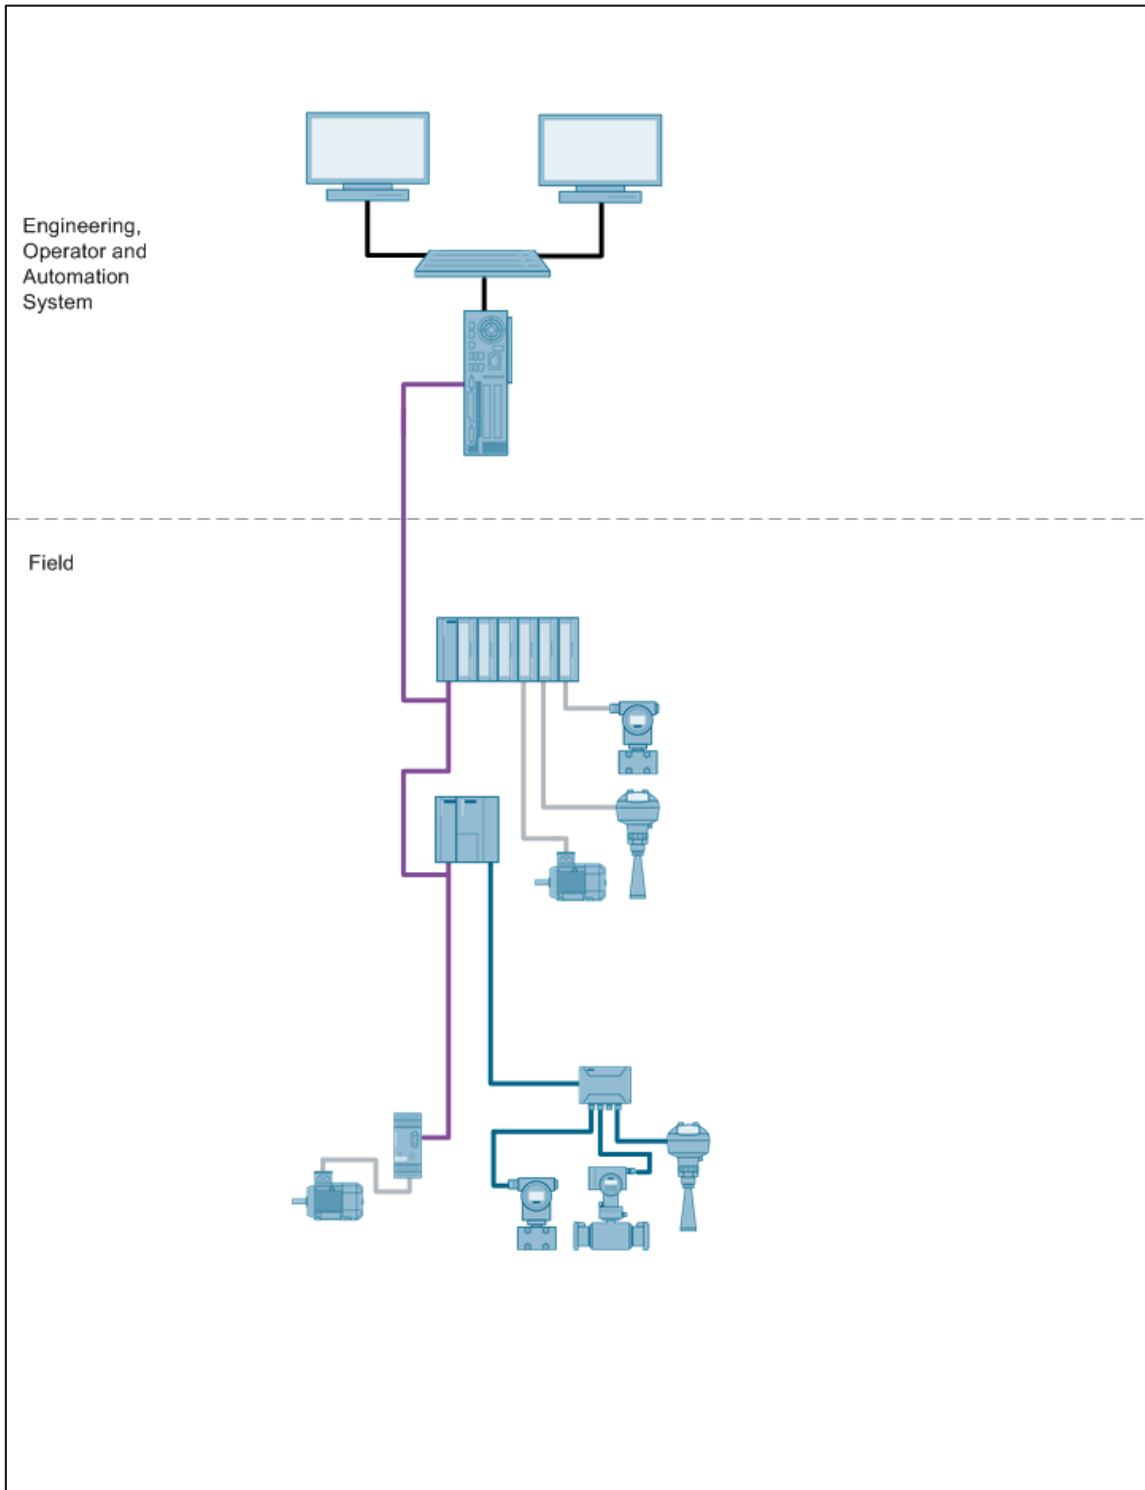 Engineering,
Operator and
Automation
System
Field